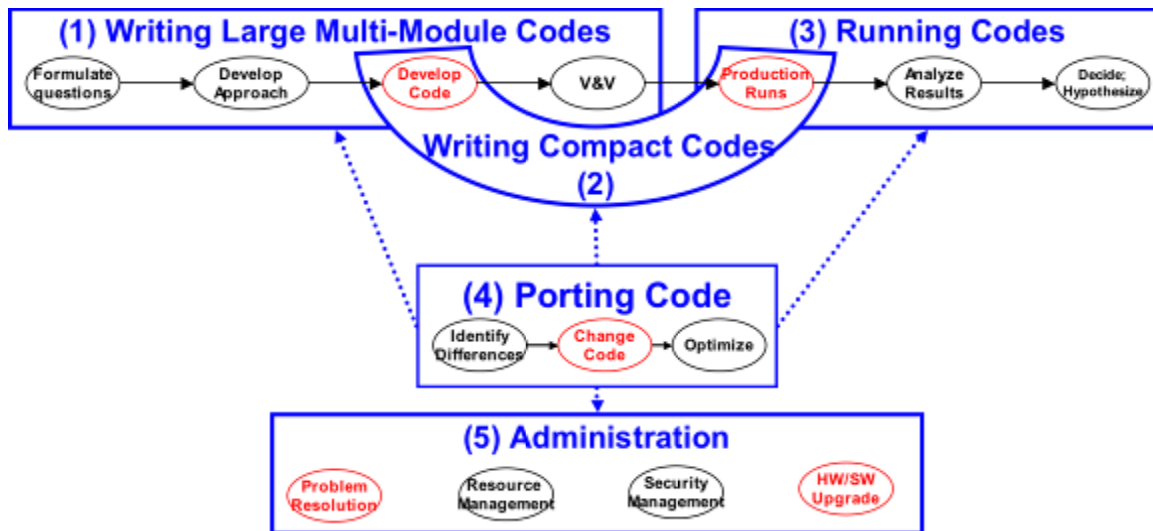 (1) Writing Large Multi-Module Codes
(3) Running Codes
Formulate
questions
Develop
Approach
Develop
Code
V&V
Production
Runs
Analyze
Results
Decide;
Hypothesize
Writing Compact Codes
(2)
(4) Porting Code
Identify
Differences
Change
Code
Optimize
(5) Administration
Problem
Resolution
Resource
Management
Security
Management
HW/SW
Upgrade